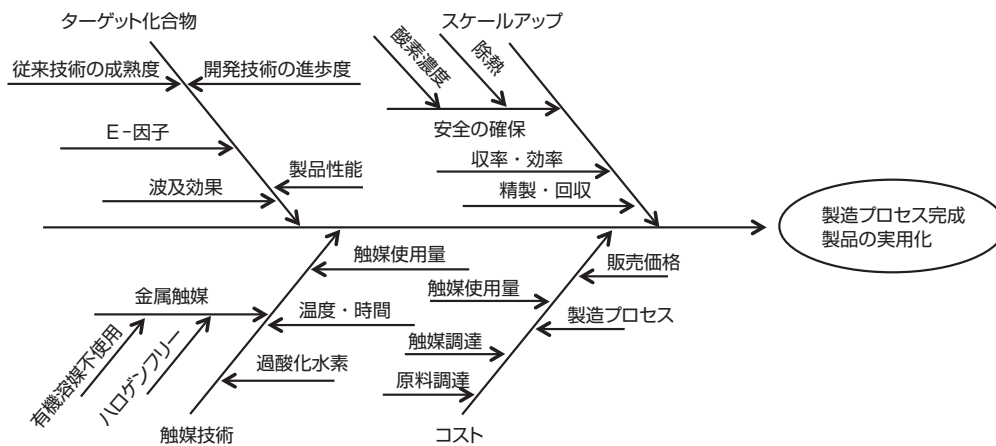 ターゲット化合物
従来技術の成熟度
開発技術の進歩度
E-因子
製品性能
波及効果
スケールアップ
酸素濃度
除熱
安全の確保
収率・効率
精製・回収
製造プロセス完成
製品の実用化
触媒使用量
金属触媒
温度・時間
有機溶媒不使用
ハロゲンフリー
過酸化水素
触媒技術
販売価格
触媒使用量
製造プロセス
触媒調達
原料調達
コスト